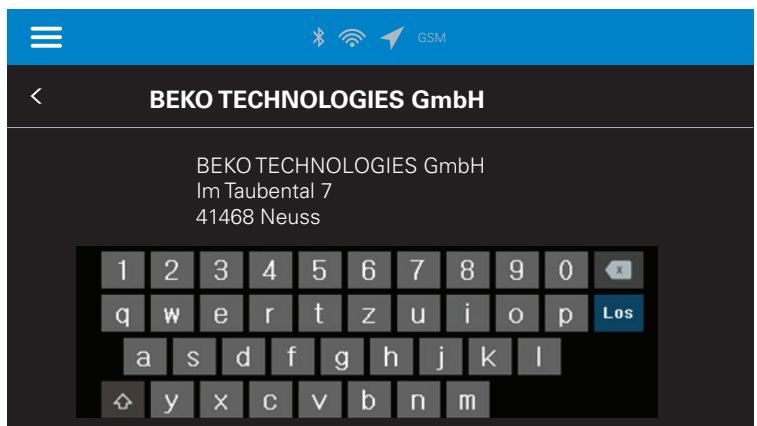 GSM
BEKO TECHNOLOGIES GmbH
BEKO TECHNOLOGIES GmbH
Im Taubental 7
41468 Neuss
1 2 3 4 5 6 7 8 9 0 x
q w e r t z u i o p Los
a s d f g h j k l
y x c v b n m